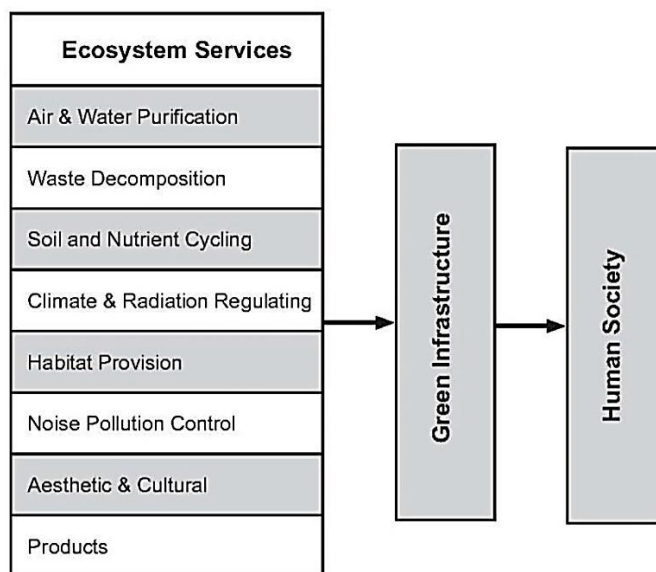 Ecosystem Services
Air & Water Purification
Waste Decomposition
Soil and Nutrient Cycling
Climate & Radiation Regulating
Habitat Provision
Noise Pollution Control
Aesthetic & Cultural
Products
Green Infrastructure
Human Society